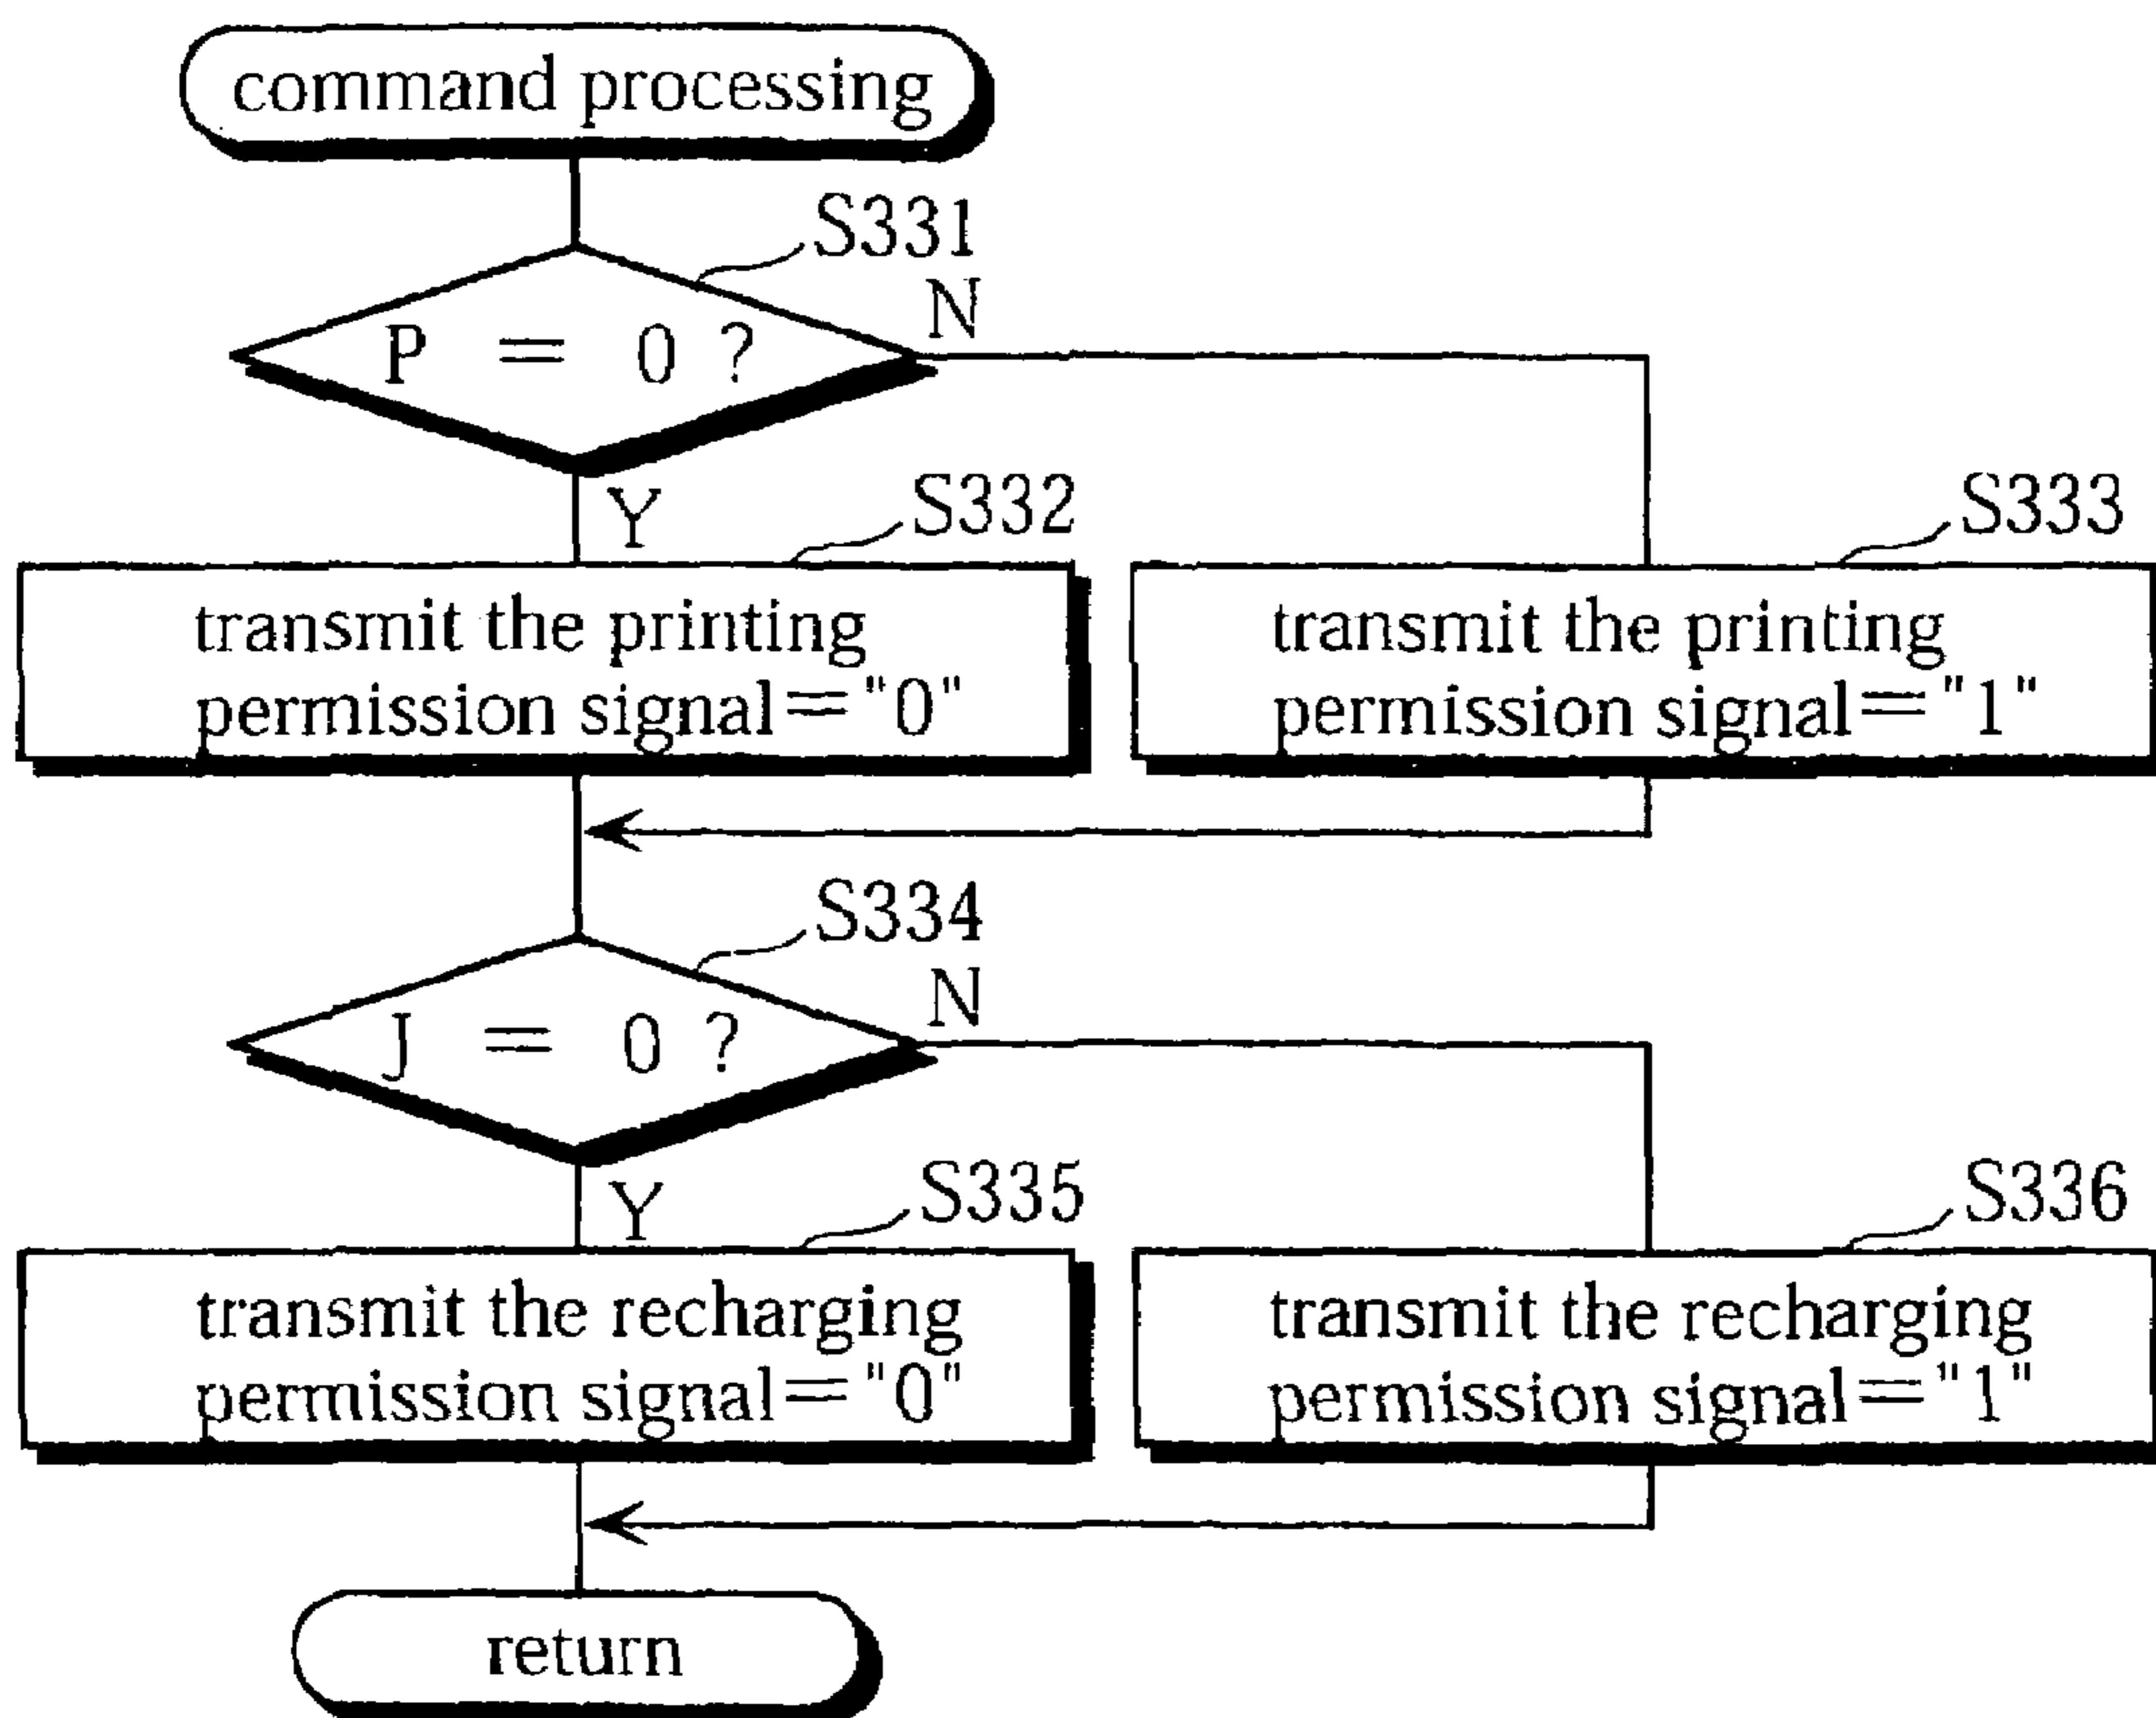 command processing
S331
P = 0 ?
N
Y
S332
S333
transmit the printing
permission signal="0"
transmit the printing
permission signal="1"
S334
J = 0 ?
N
Y
S335
S336
transmit the recharging
permission signal="0"
transmit the recharging
permission signal="1"
return